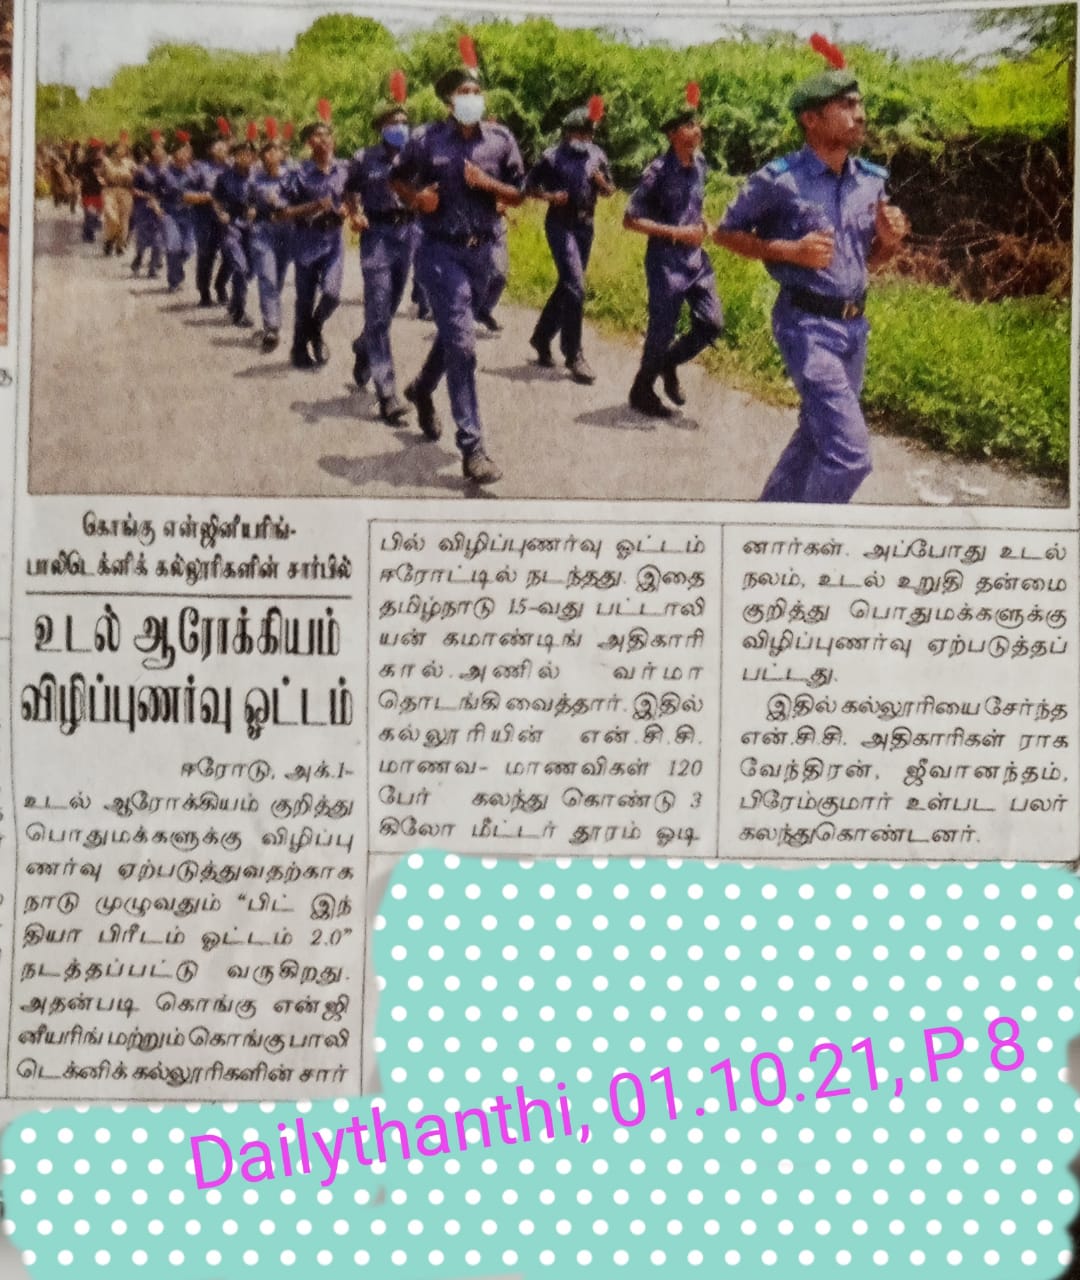 கொங்கு என்ஜினீயரிங்-
பாலிடெக்னிக் கல்லூரிகளின் சார்பில்
உடல் ஆரோக்கியம்
விழிப்புணர்வு ஓட்டம்
ஈரோடு, அக்.1-
உடல் ஆரோக்கியம் குறித்து
பொதுமக்களுக்கு விழிப்பு
ணர்வு ஏற்படுத்துவதற்காக
நாடு முழுவதும் “பிட் இந்
தியா பிரீடம் ஓட்டம் 2.0”
நடத்தப்பட்டு வருகிறது.
அதன்படி கொங்கு என்ஜி
னீயரிங் மற்றும் கொங்கு பாலி
டெக்னிக் கல்லூரிகளின் சார்
பில் விழிப்புணர்வு ஓட்டம்
ஈரோட்டில் நடந்தது. இதை
தமிழ்நாடு 15-வது பட்டாலி
யன் கமாண்டிங் அதிகாரி
கால்.அணில் வர்மா
தொடங்கி வைத்தார். இதில்
கல்லூரியின் என்.சி.சி.
மாணவ- மாணவிகள் 120
பேர் கலந்து கொண்டு 3
கிலோ மீட்டர் தூரம் ஓடி
னார்கள். அப்போது உடல்
நலம், உடல் உறுதி தன்மை
குறித்து பொதுமக்களுக்கு
விழிப்புணர்வு ஏற்படுத்தப்
பட்டது.
இதில் கல்லூரியை சேர்ந்த
என்.சி.சி. அதிகாரிகள் ராக
வேந்திரன், ஜீவானந்தம்,
பிரேம்குமார் உள்பட பலர்
கலந்துகொண்டனர்.
Dailythanthi, 01.10.21, P 8